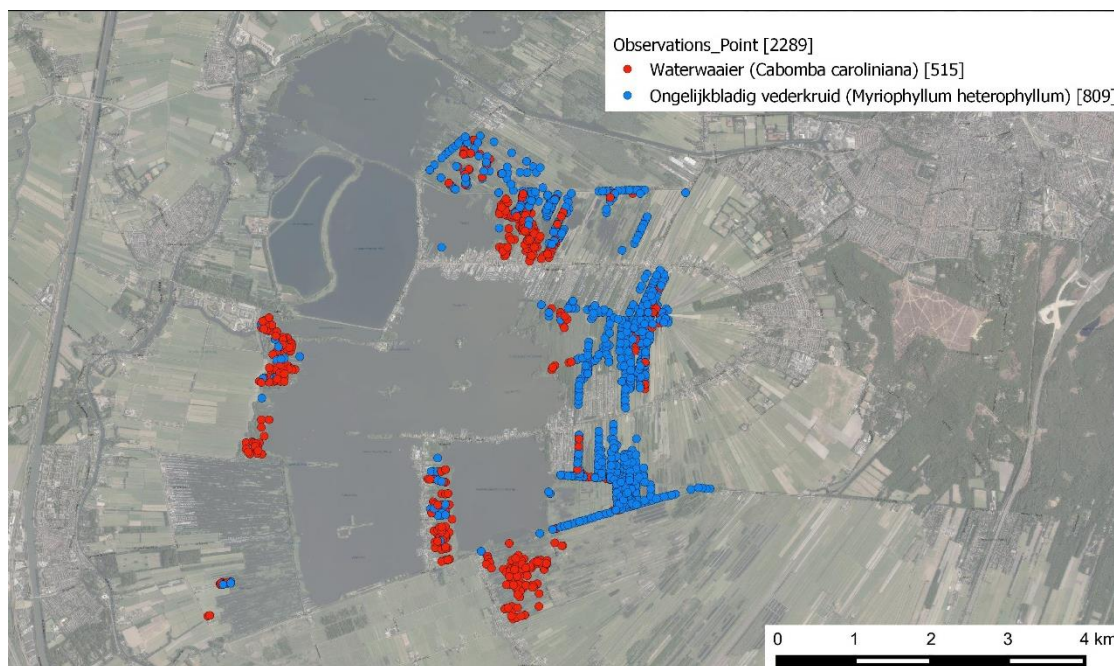 Observations_Point [2289]
Waterwaaier (Cabomba caroliniana) [515]
Ongelijkbladig vederkruid (Myriophyllum heterophyllum) [809]
0 1 2 3 4 km